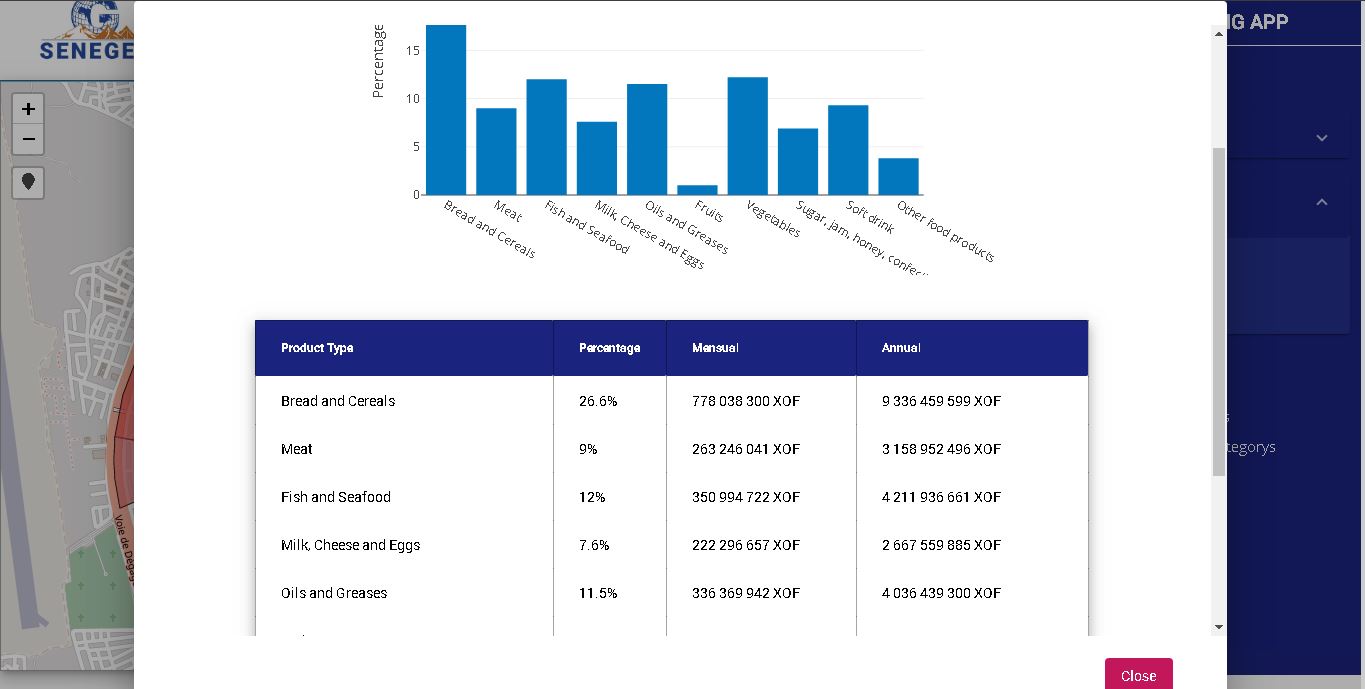 SENEGE
G APP
Percentage
15
10
5
0
Bread and Cereals
Meat
Fish and Seafood
Milk, Cheese and Eggs
Oils and Greases
Fruits
Vegetables
Sugar, jam, honey, confec
Soft drink
Other food products
Product Type Percentage Mensual Annual
Bread and Cereals 26.6% 778 038 300 XOF 9 336 459 599 XOF
Meat 9% 263 246 041 XOF 3 158 952 496 XOF
Fish and Seafood 12% 350 994 722 XOF 4 211 936 661 XOF
Milk, Cheese and Eggs 7.6% 222 296 657 XOF 2 667 559 885 XOF
Oils and Greases 11.5% 336 369 942 XOF 4 036 439 300 XOF
s
tegorys
+
−
Voie de Dégag
Close